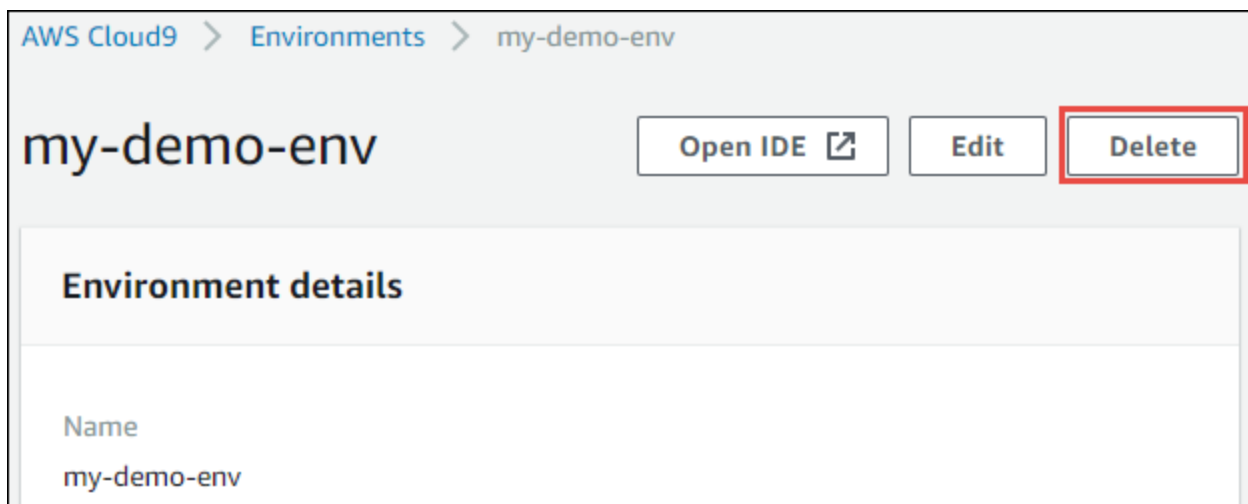 AWS Cloud9 > Environments > my-demo-env
my-demo-env
Open IDE
Edit
Delete
Environment details
Name
my-demo-env